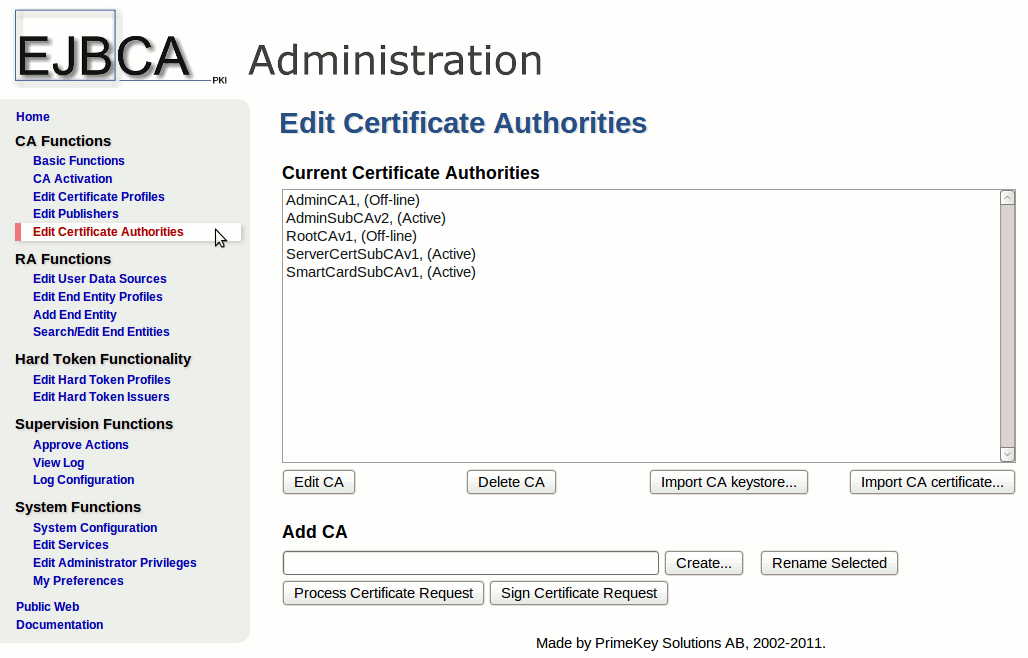 EJBCA PKI Administration
Home
CA Functions
Basic Functions
CA Activation
Edit Certificate Profiles
Edit Publishers
Edit Certificate Authorities
RA Functions
Edit User Data Sources
Edit End Entity Profiles
Add End Entity
Search/Edit End Entities
Hard Token Functionality
Edit Hard Token Profiles
Edit Hard Token Issuers
Supervision Functions
Approve Actions
View Log
Log Configuration
System Functions
System Configuration
Edit Services
Edit Administrator Privileges
My Preferences
Public Web
Documentation
Edit Certificate Authorities
Current Certificate Authorities
AdminCA1, (Off-line)
AdminSubCAv2, (Active)
RootCAv1, (Off-line)
ServerCertSubCAv1, (Active)
SmartCardSubCAv1, (Active)
Edit CA Delete CA Import CA keystore... Import CA certificate...
Add CA
Create... Rename Selected
Process Certificate Request Sign Certificate Request
Made by PrimeKey Solutions AB, 2002-2011.